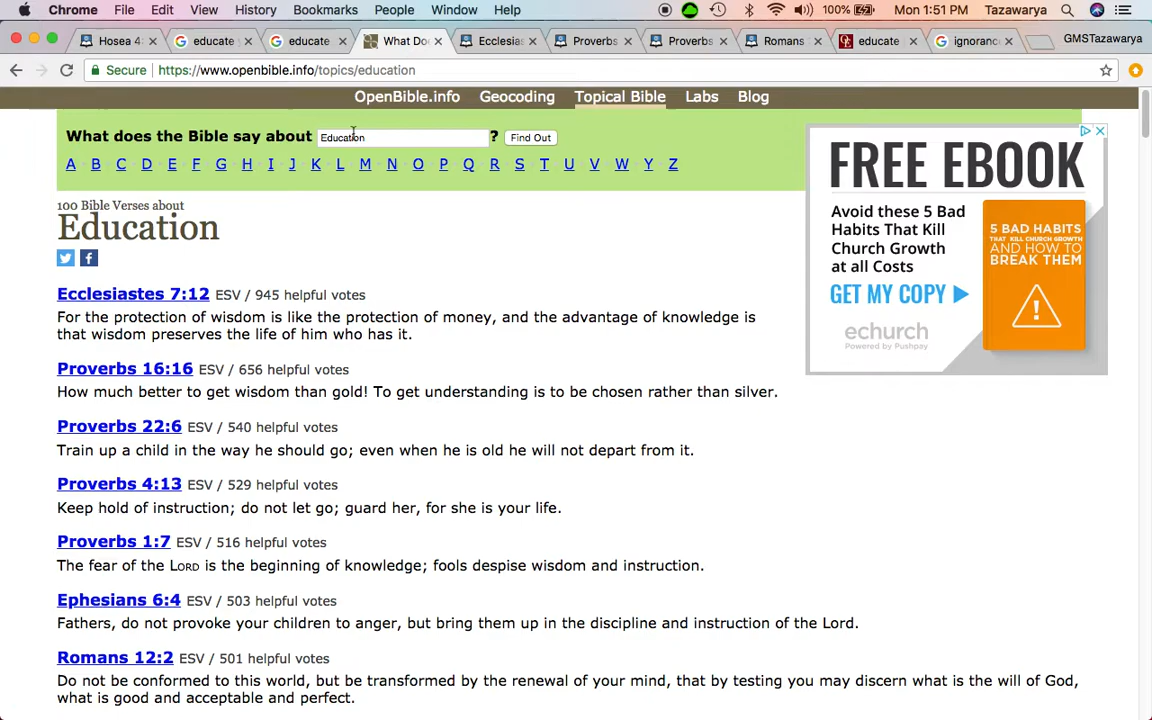 Chrome File Edit View History Bookmarks People Window Help 100% Mon 1:51 PM Tazawarya
Hosea 4: educate educate What Doe Ecclesias Proverbs Proverbs Romans educate ignoranc GMSTazawarya
Secure https://www.openbible.info/topics/education
OpenBible.info Geocoding Topical Bible Labs Blog
What does the Bible say about Education ? Find Out
A B C D E F G H I J K L M N O P Q R S T U V W Y Z
100 Bible Verses about
Education
Ecclesiastes 7:12 ESV / 945 helpful votes
For the protection of wisdom is like the protection of money, and the advantage of knowledge is
that wisdom preserves the life of him who has it.
Proverbs 16:16 ESV / 656 helpful votes
How much better to get wisdom than gold! To get understanding is to be chosen rather than silver.
Proverbs 22:6 ESV / 540 helpful votes
Train up a child in the way he should go; even when he is old he will not depart from it.
Proverbs 4:13 ESV / 529 helpful votes
Keep hold of instruction; do not let go; guard her, for she is your life.
Proverbs 1:7 ESV / 516 helpful votes
The fear of the LORD is the beginning of knowledge; fools despise wisdom and instruction.
Ephesians 6:4 ESV / 503 helpful votes
Fathers, do not provoke your children to anger, but bring them up in the discipline and instruction of the Lord.
Romans 12:2 ESV / 501 helpful votes
Do not be conformed to this world, but be transformed by the renewal of your mind, that by testing you may discern what is the will of God,
what is good and acceptable and perfect.
FREE EBOOK
Avoid these 5 Bad
Habits That Kill
Church Growth
at all Costs
GET MY COPY
echurch
Powered by Pushpay
5 BAD HABITS
THAT KILL CHURCH GROWTH
AND HOW TO
BREAK THEM